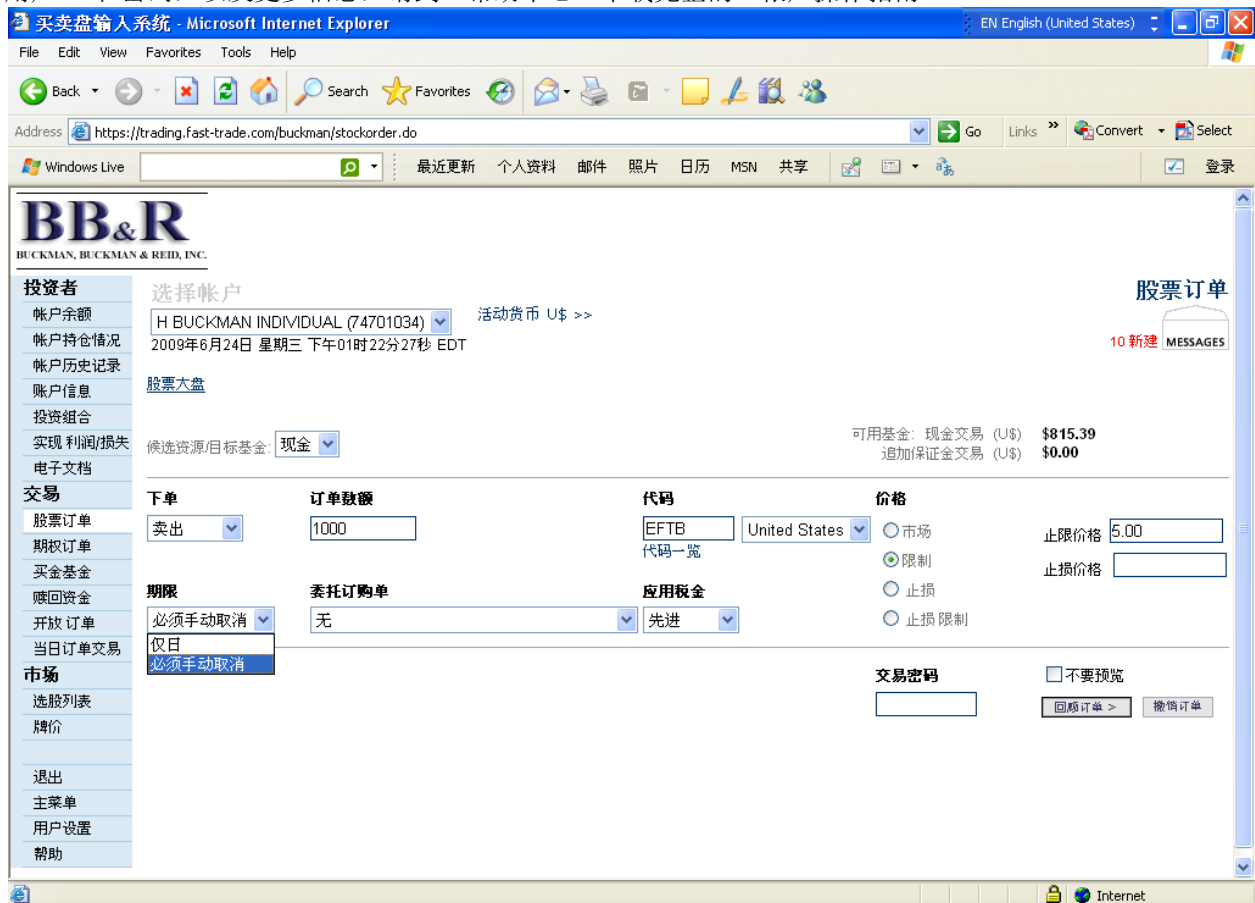 买卖盘输入系统 - Microsoft Internet Explorer
EN English (United States)
File Edit View Favorites Tools Help
Back Search Favorites
Address https://trading.fast-trade.com/buckman/stockorder.do Go Links » Convert Select
Windows Live 最近更新 个人资料 邮件 照片 日历 MSN 共享 登录
BB&R
BUCKMAN, BUCKMAN & REID, INC.
投资者
帐户余额
帐户持仓情况
帐户历史记录
账户信息
投资组合
实现 利润/损失
电子文档
交易
股票订单
期权订单
买金基金
赎回资金
开放 订单
当日订单交易
市场
选股列表
牌价
退出
主菜单
用户设置
帮助
选择帐户
H BUCKMAN INDIVIDUAL (74701034)
活动货币 U$ >>
2009年6月24日 星期三 下午01时22分27秒 EDT
股票订单
10 新建 MESSAGES
股票大盘
候选资源/目标基金: 现金
可用基金: 现金交易 (U$) $815.39
追加保证金交易 (U$) $0.00
下单 订单数额 代码 价格
卖出 1000 EFTB United States
代码一览
市场
限制
止损
止损 限制
止限价格 5.00
止损价格
期限 委托订购单 应用税金
必须手动取消 无 先进
仅日
必须手动取消
交易密码
不要预览
回顾订单 > 撤销订单
Internet